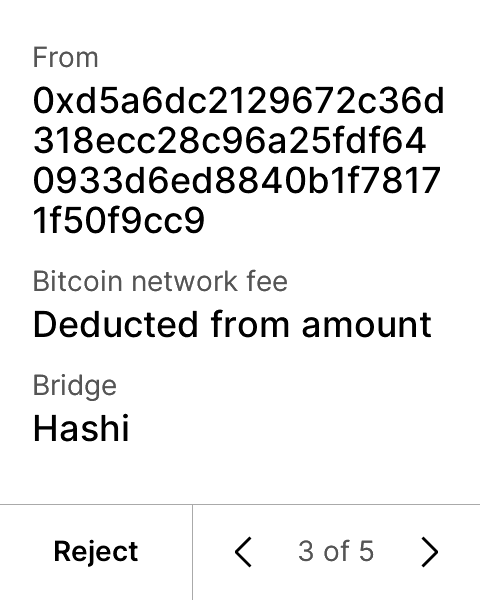 From
0xd5a6dc2129672c36d
318ecc28c96a25fdf64
0933d6ed8840b1f7817
1f50f9cc9
Bitcoin network fee
Deducted from amount
Bridge
Hashi
Reject
3 of 5